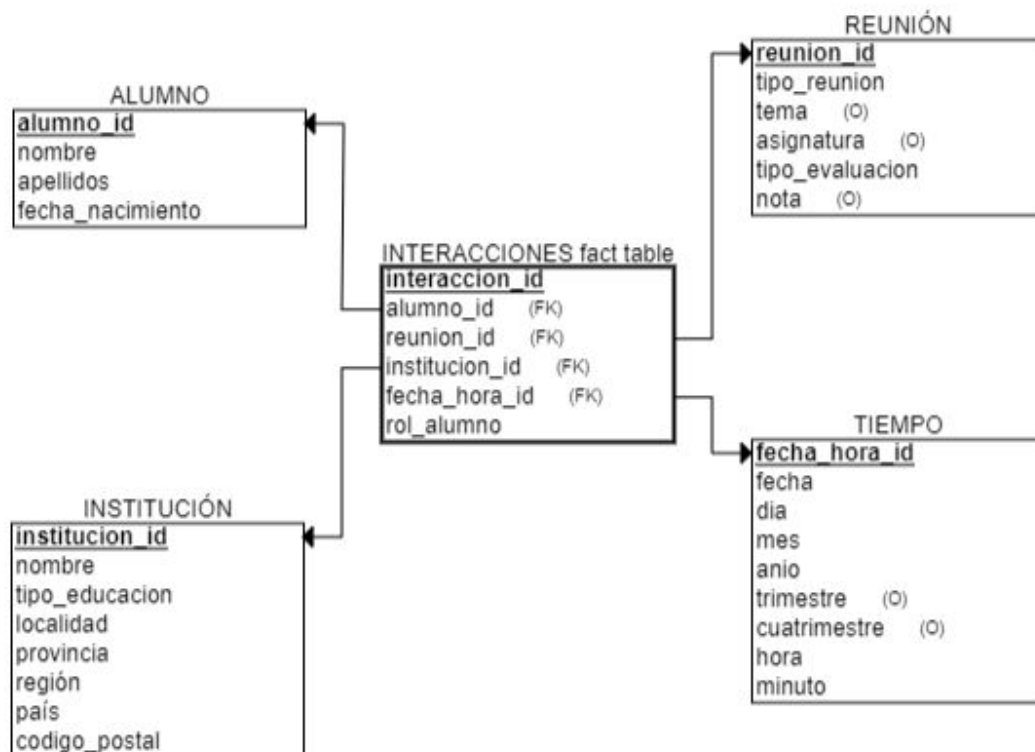 ALUMNO
alumno_id
nombre
apellidos
fecha_nacimiento
REUNIÓN
reunion_id
tipo_reunion
tema (O)
asignatura (O)
tipo_evaluacion
nota (O)
INTERACCIONES fact table
interaccion_id
alumno_id (FK)
reunion_id (FK)
institucion_id (FK)
fecha_hora_id (FK)
rol_alumno
INSTITUCIÓN
institucion_id
nombre
tipo_educacion
localidad
provincia
región
país
codigo_postal
TIEMPO
fecha_hora_id
fecha
dia
mes
anio
trimestre (O)
cuatrimestre (O)
hora
minuto